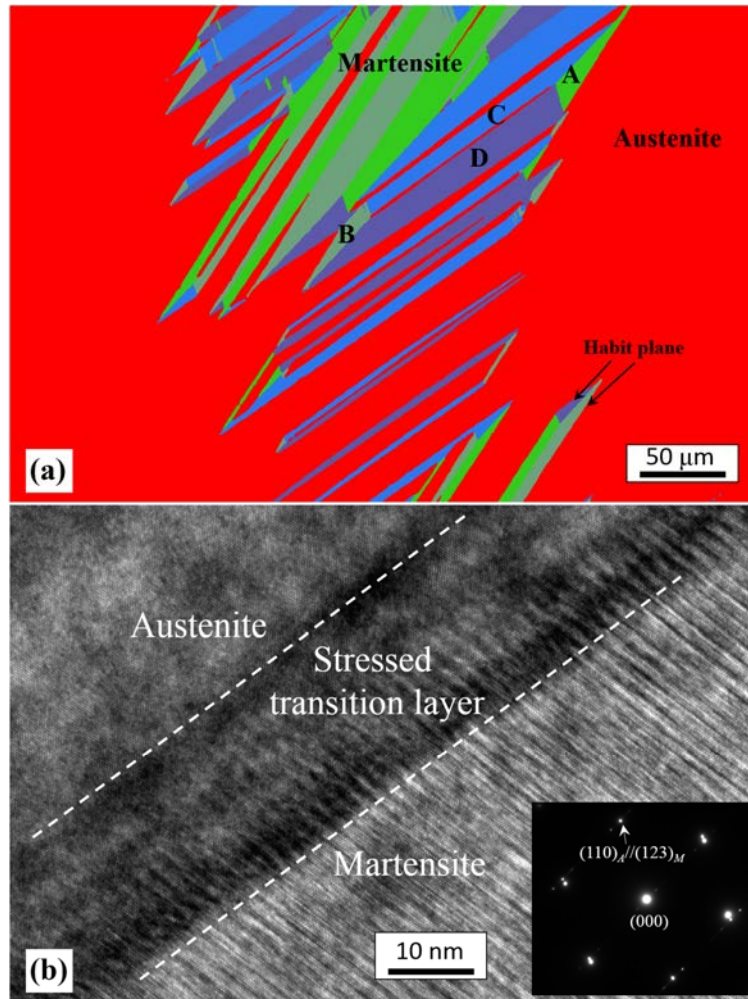 Martensite
A
C
Austenite
D
B
Habit plane
50 μm
(a)
Austenite
Stressed
transition layer
Martensite
(110)A//(123)M
(000)
10 nm
(b)